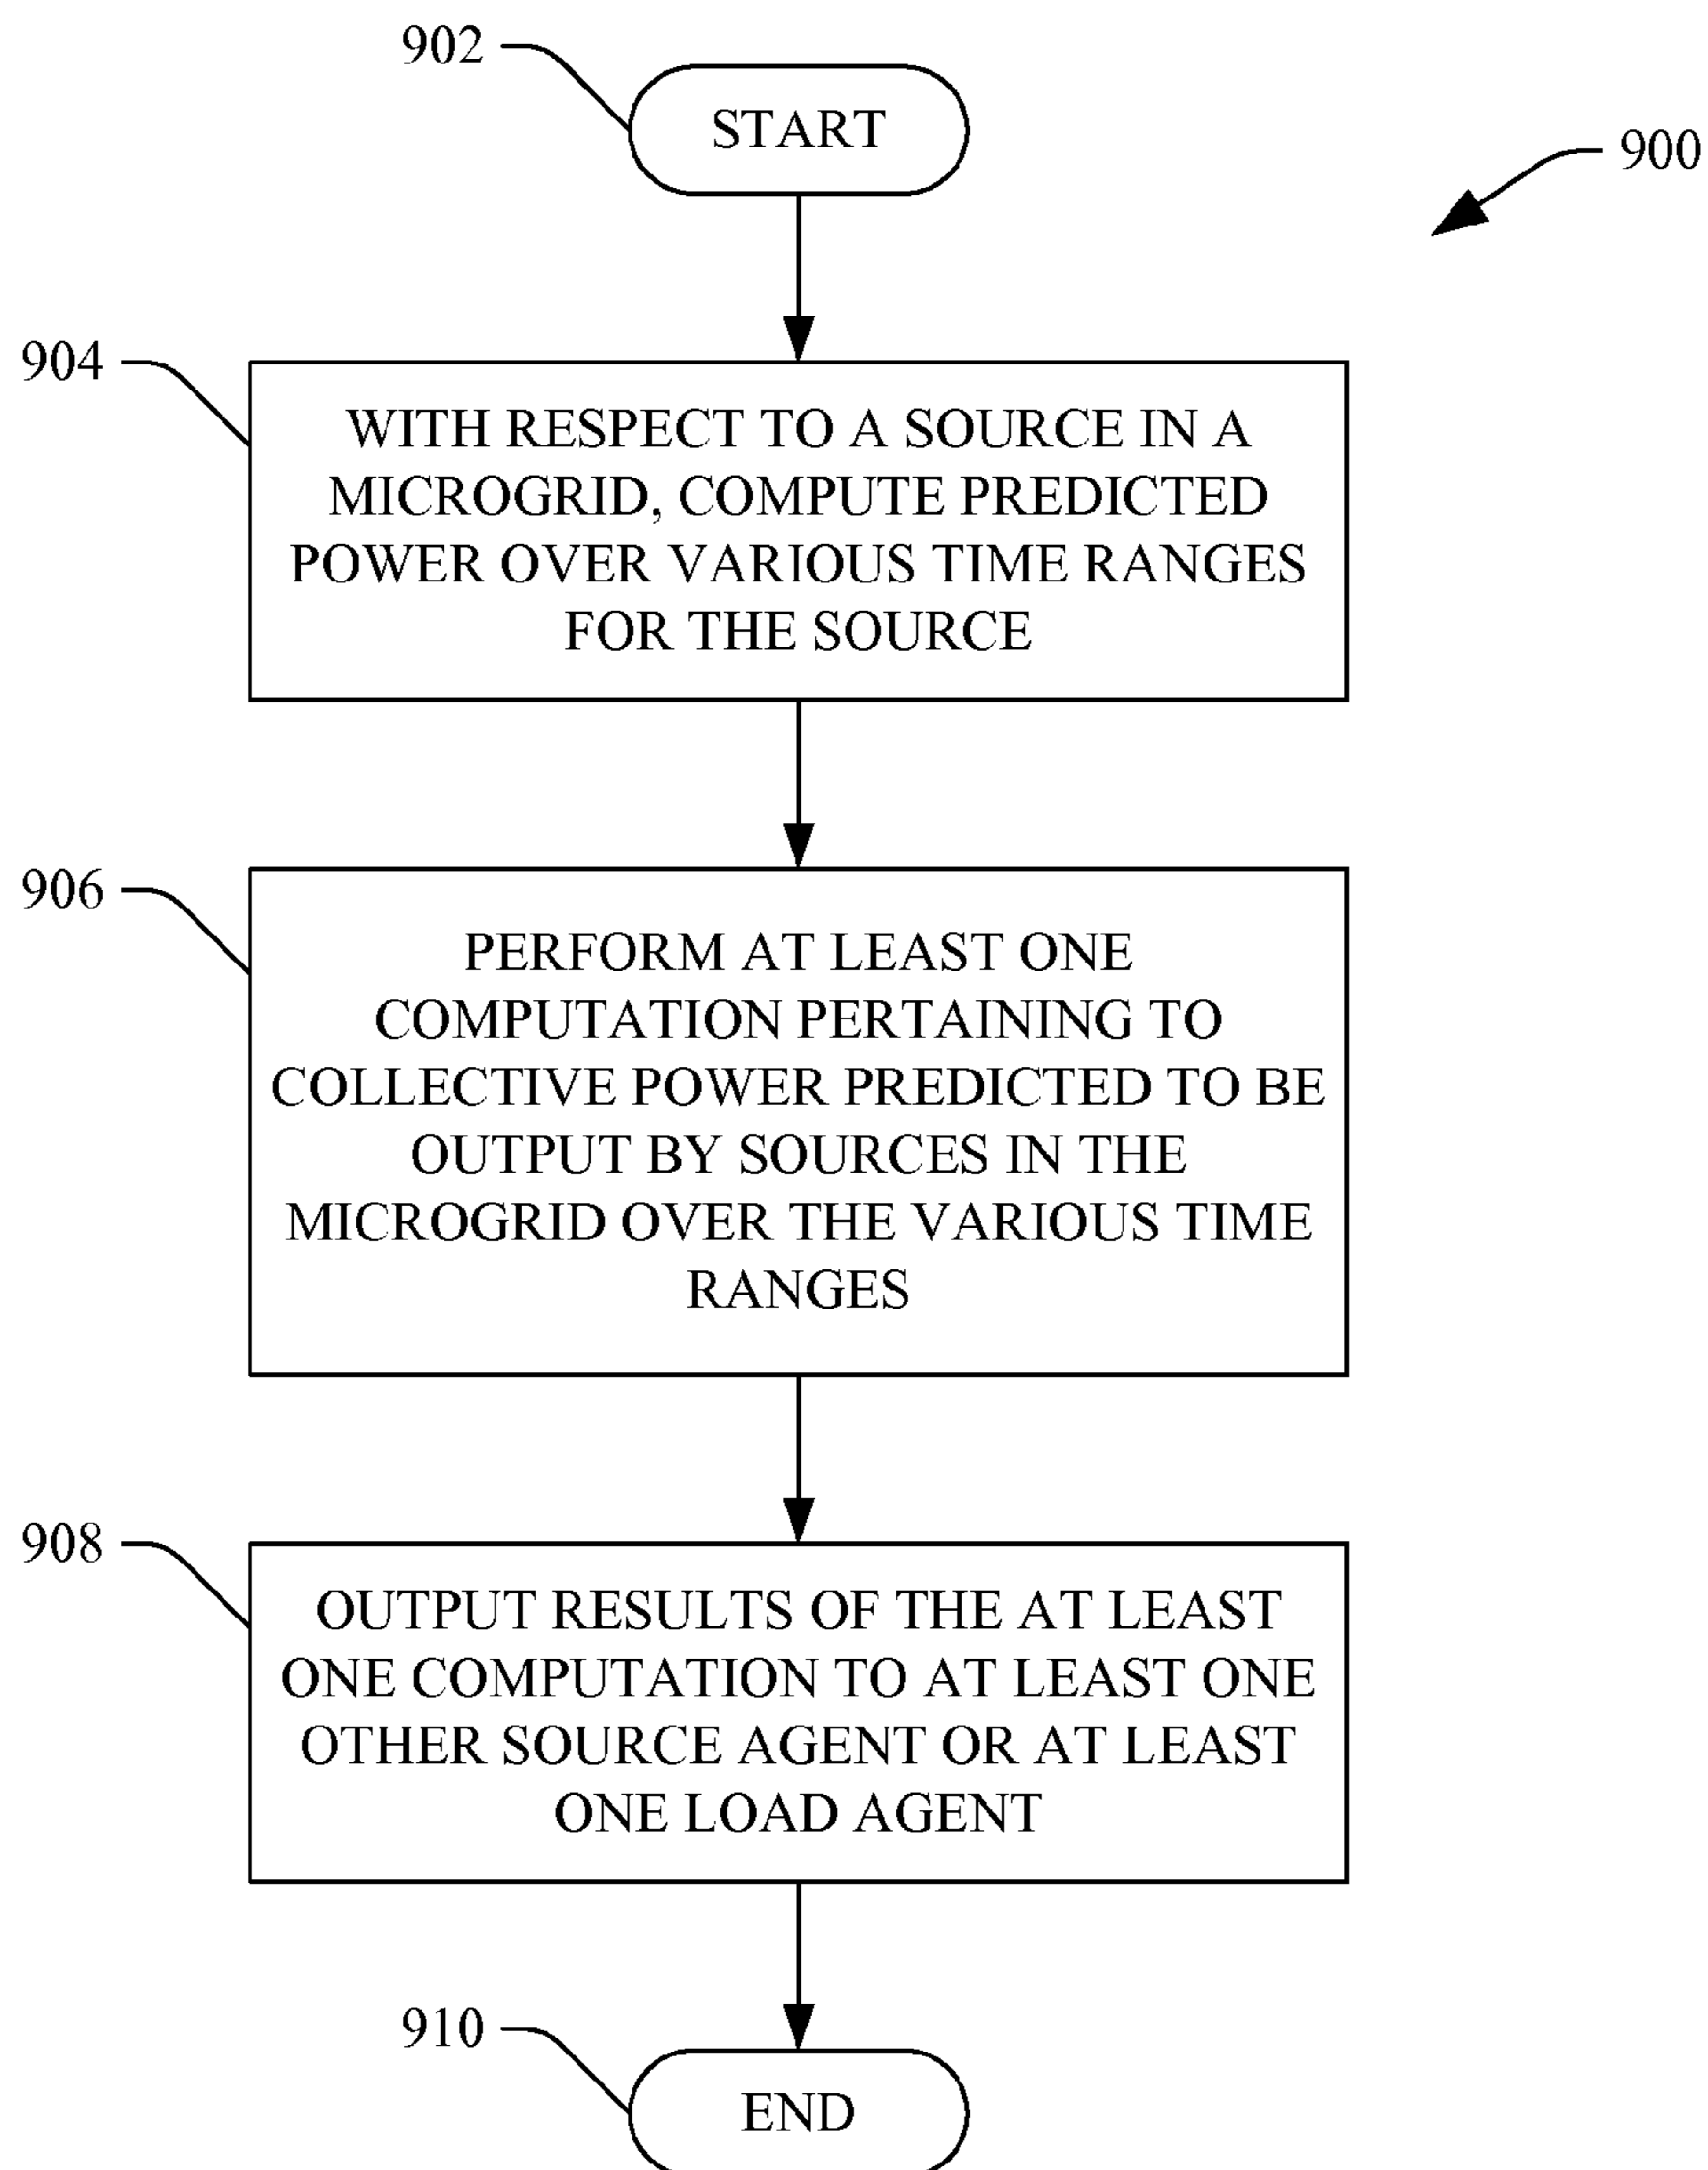 902
START
900
904
WITH RESPECT TO A SOURCE IN A
MICROGRID, COMPUTE PREDICTED
POWER OVER VARIOUS TIME RANGES
FOR THE SOURCE
906
PERFORM AT LEAST ONE
COMPUTATION PERTAINING TO
COLLECTIVE POWER PREDICTED TO BE
OUTPUT BY SOURCES IN THE
MICROGRID OVER THE VARIOUS TIME
RANGES
908
OUTPUT RESULTS OF THE AT LEAST
ONE COMPUTATION TO AT LEAST ONE
OTHER SOURCE AGENT OR AT LEAST
ONE LOAD AGENT
910
END